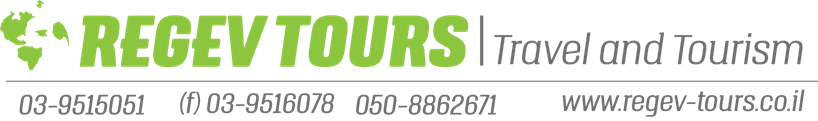 REGEV TOURS | Travel and Tourism
03-9515051 (f) 03-9516078 050-8862671 www.regev-tours.co.il